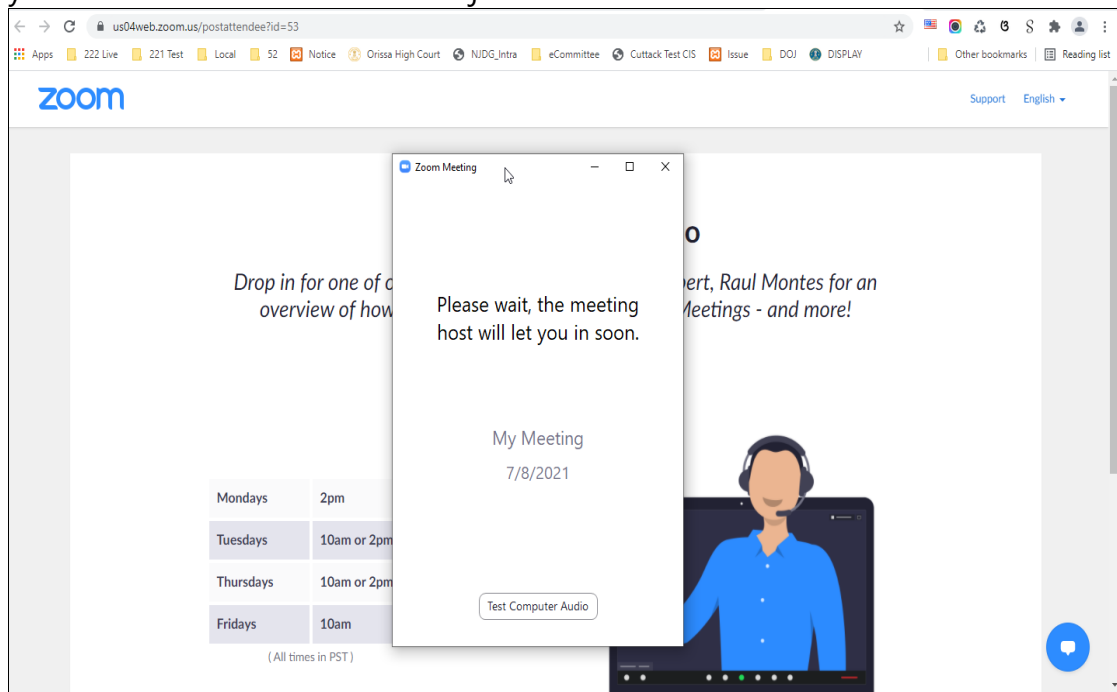 us04web.zoom.us/postattendee?id=53
Apps 222 Live 221 Test Local 52 Notice Orissa High Court NJDG_Intra eCommittee Cuttack Test CIS Issue DOJ DISPLAY Other bookmarks Reading list
zoom
Support English
Zoom Meeting
Drop in for one of Raul Montes for an
overview of how Meetings - and more!
Please wait, the meeting
host will let you in soon.
My Meeting
7/8/2021
Mondays 2pm
Tuesdays 10am or 2pm
Thursdays 10am or 2pm
Fridays 10am
(All times in PST)
Test Computer Audio